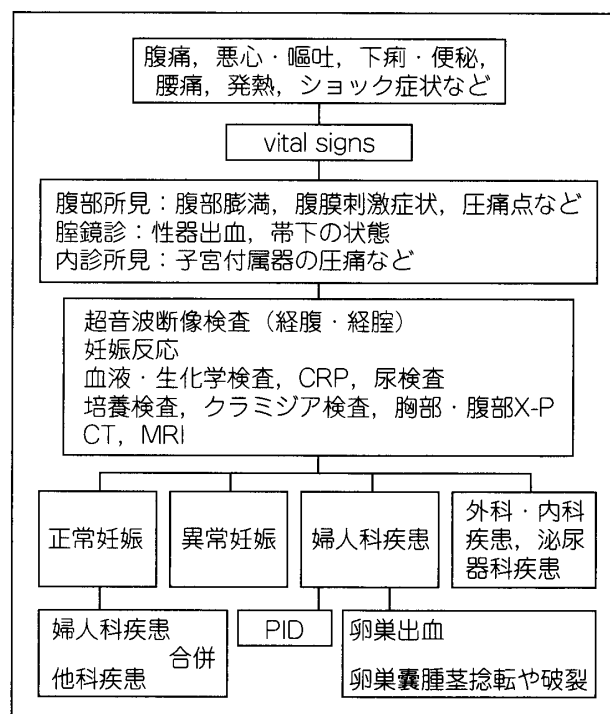 腹痛，悪心・嘔吐，下痢・便秘，
腰痛，発熱，ショック症状など
vital signs
腹部所見：腹部膨満，腹膜刺激症状，圧痛点など
腟鏡診：性器出血，帯下の状態
内診所見：子宮付属器の圧痛など
超音波断像検査（経腹・経腟）
妊娠反応
血液・生化学検査，CRP，尿検査
培養検査，クラミジア検査，胸部・腹部X-P
CT，MRI
正常妊娠
異常妊娠
婦人科疾患
外科・内科
疾患，泌尿
器科疾患
婦人科疾患
合併
他科疾患
PID
卵巣出血
卵巣嚢腫茎捻転や破裂